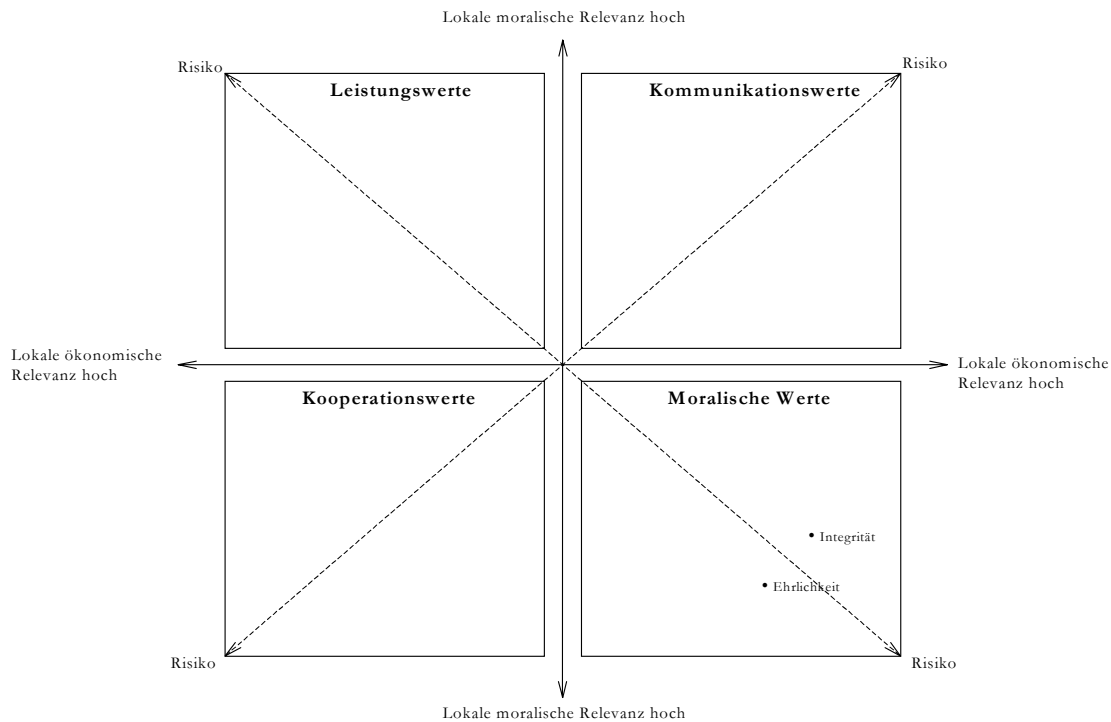 Lokale moralische Relevanz hoch
Risiko
Risiko
Leistungswerte
Kommunikationswerte
Lokale ökonomische
Relevanz hoch
Lokale ökonomische
Relevanz hoch
Kooperationswerte
Moralische Werte
Integrität
Ehrlichkeit
Risiko
Risiko
Lokale moralische Relevanz hoch